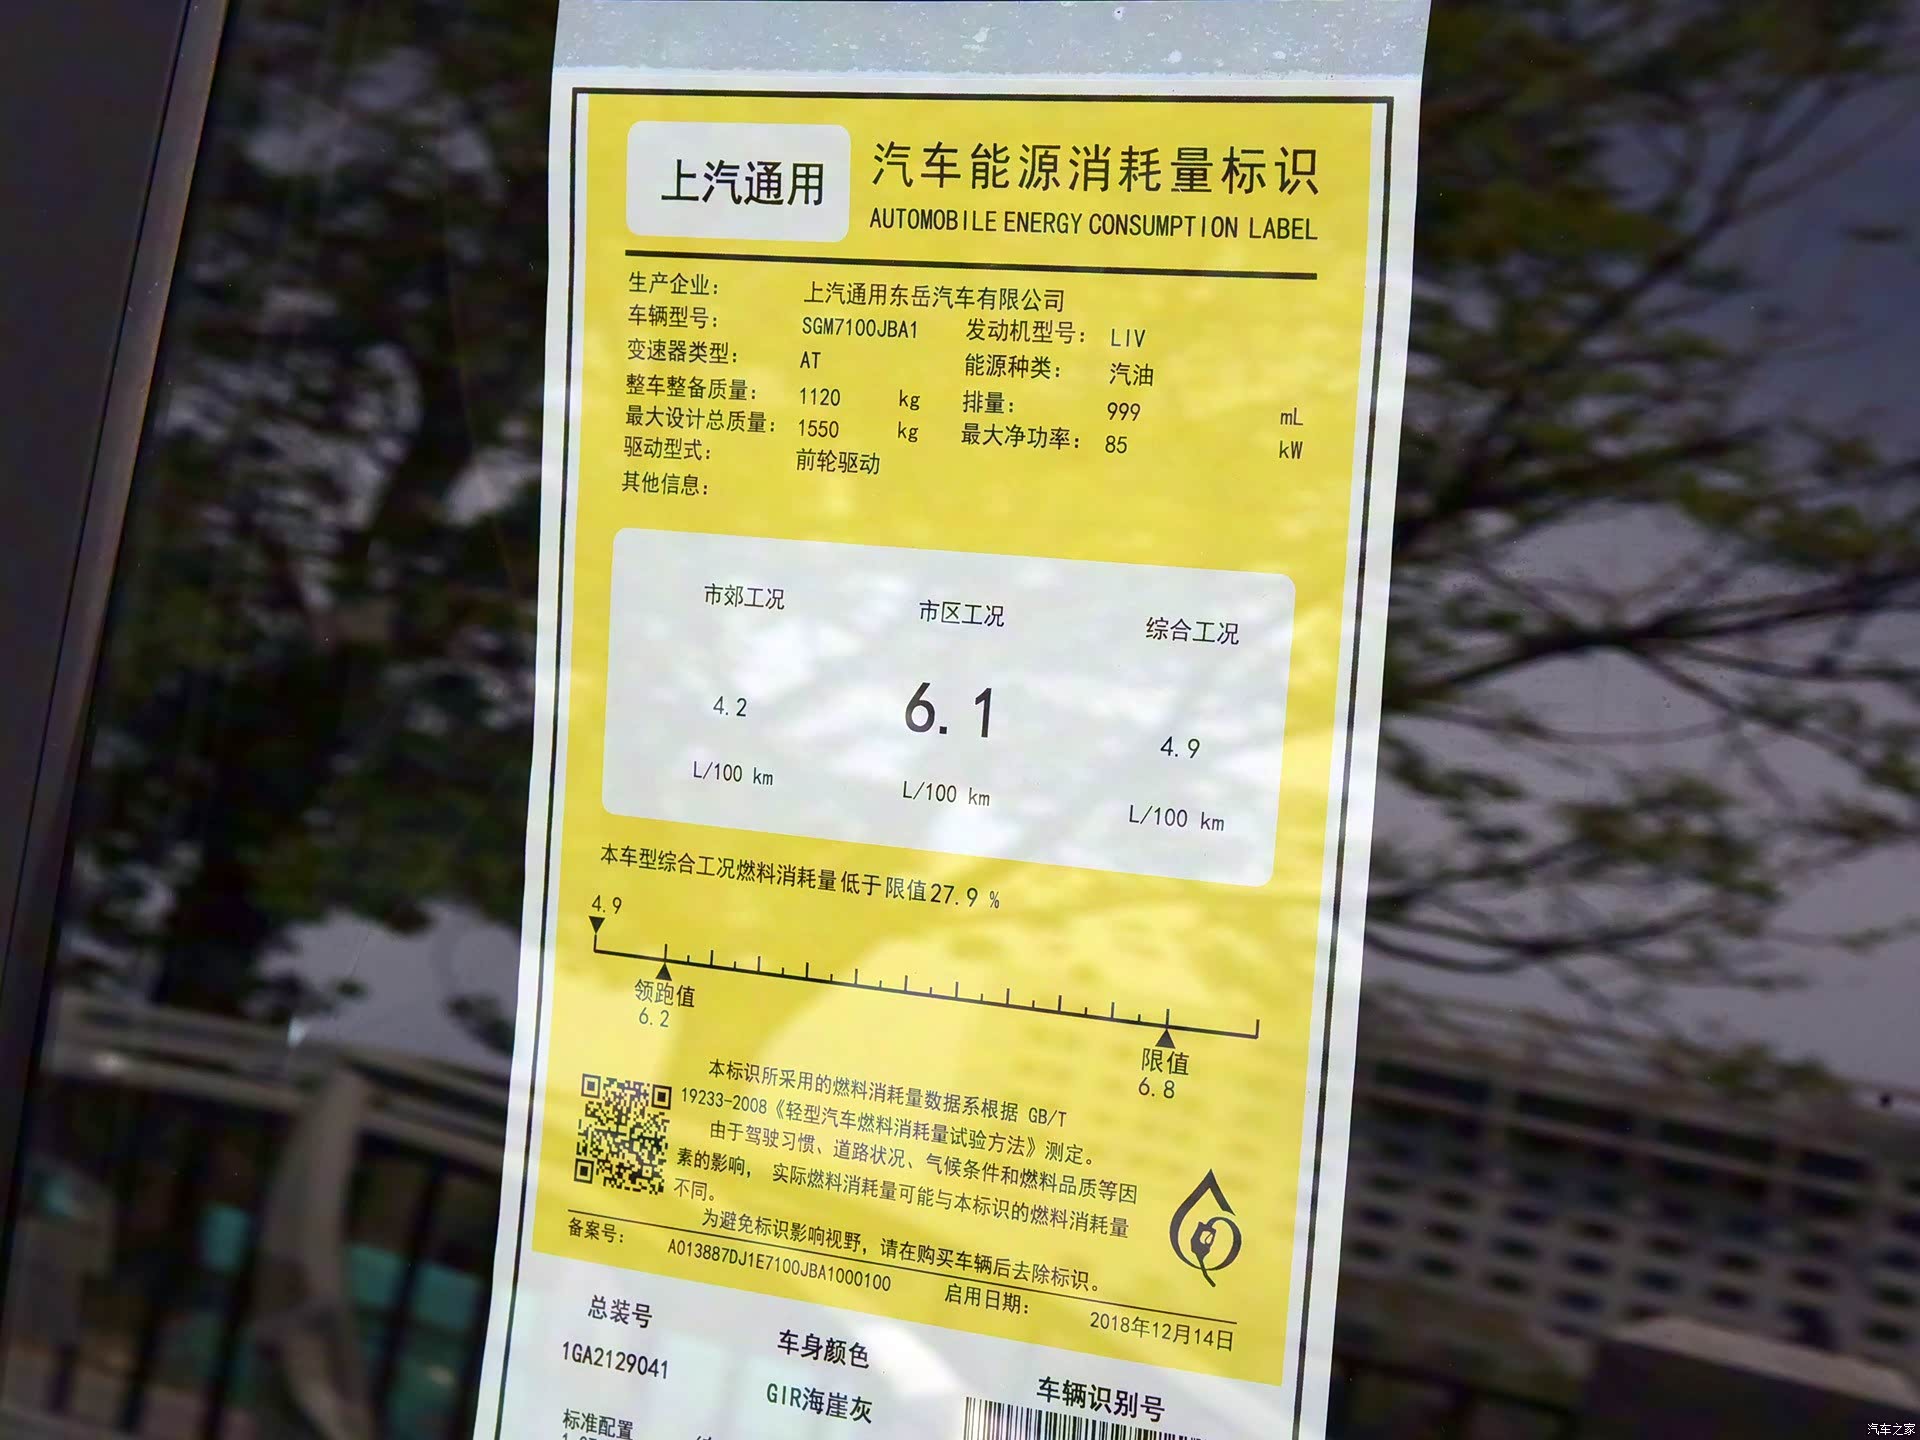 上汽通用
汽车能源消耗量标识
AUTOMOBILE ENERGY CONSUMPTION LABEL
生产企业： 上汽通用东岳汽车有限公司
车辆型号： SGM7100JBA1 发动机型号： LIV
变速器类型： AT 能源种类： 汽油
整车整备质量： 1120 kg 排量： 999 mL
最大设计总质量： 1550 kg 最大净功率： 85 kW
驱动型式： 前轮驱动
其他信息：
市郊工况 市区工况 综合工况
4.2 6.1 4.9
L/100 km L/100 km L/100 km
本车型综合工况燃料消耗量低于限值27.9 %
4.9
领跑值
6.2
限值
6.8
本标识所采用的燃料消耗量数据系根据 GB/T
19233-2008《轻型汽车燃料消耗量试验方法》测定。
由于驾驶习惯、道路状况、气候条件和燃料品质等因
素的影响， 实际燃料消耗量可能与本标识的燃料消耗量
不同。
为避免标识影响视野，请在购买车辆后去除标识。
备案号： A013887DJ1E7100JBA1000100 启用日期： 2018年12月14日
总装号 车身颜色 车辆识别号
1GA2129041 GIR海崖灰
标准配置
汽车之家